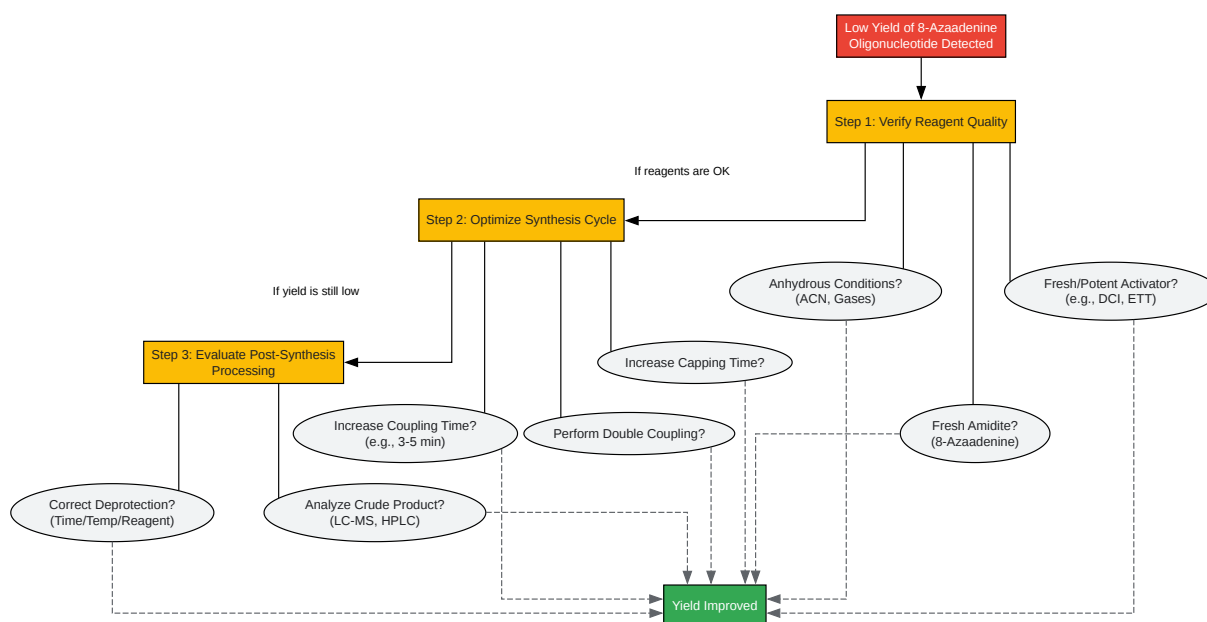 Low Yield of 8-Azaadenine
Oligonucleotide Detected
Step 1: Verify Reagent Quality
If reagents are OK
Step 2: Optimize Synthesis Cycle
Anhydrous Conditions?
(ACN, Gases)
Fresh/Potent Activator?
(e.g., DCI, ETT)
If yield is still low
Step 3: Evaluate Post-Synthesis
Processing
Increase Capping Time?
Increase Coupling Time?
(e.g., 3-5 min)
Perform Double Coupling?
Fresh Amidite?
(8-Azaadenine)
Correct Deprotection?
(Time/Temp/Reagent)
Analyze Crude Product?
(LC-MS, HPLC)
Yield Improved